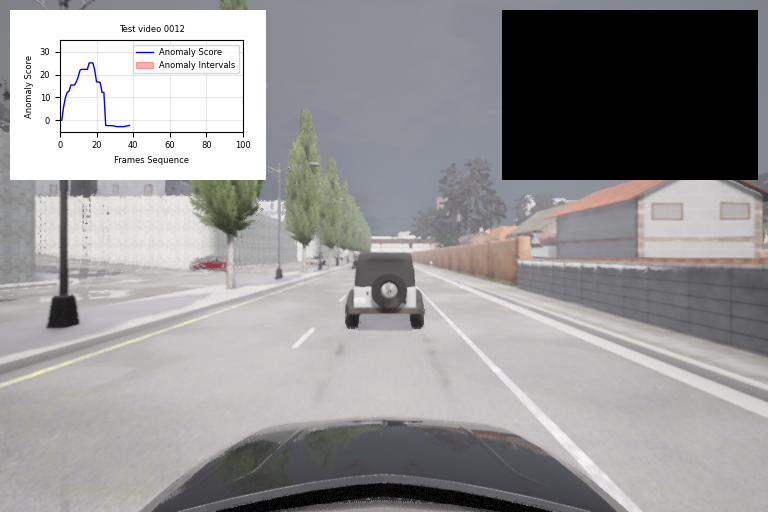 Test video 0012
Anomaly Score
Anomaly Intervals
Anomaly Score
30
20
10
0
0 20 40 60 80 100
Frames Sequence